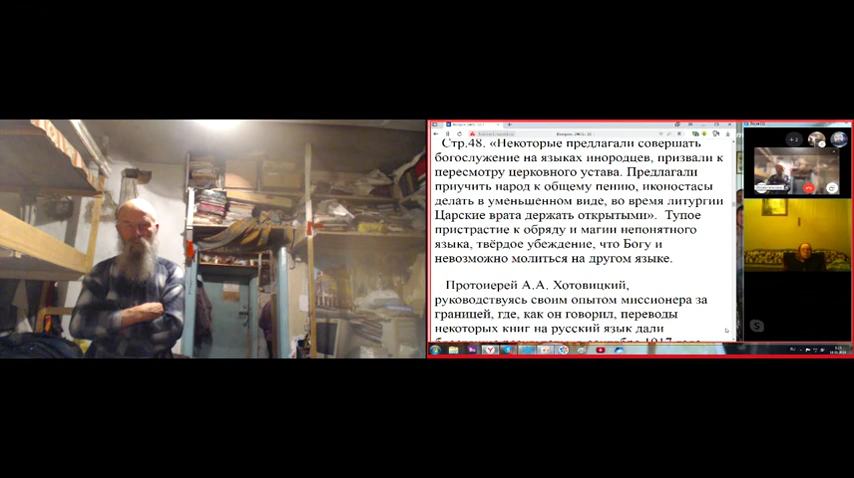 Стр.48. «Некоторые предлагали совершать
богослужение на языках инородцев, призвали к
пересмотру церковного устава. Предлагали
приучить народ к общему пению, иконостасы
делать в уменьшенном виде, во время литургии
Царские врата держать открытыми». Тупое
пристрастие к обряду и магии непонятного
языка, твёрдое убеждение, что Богу и
невозможно молиться на другом языке.
Протоиерей А.А. Хотовицкий,
руководствуясь своим опытом миссионера за
границей, где, как он говорил, переводы
некоторых книг на русский язык дали